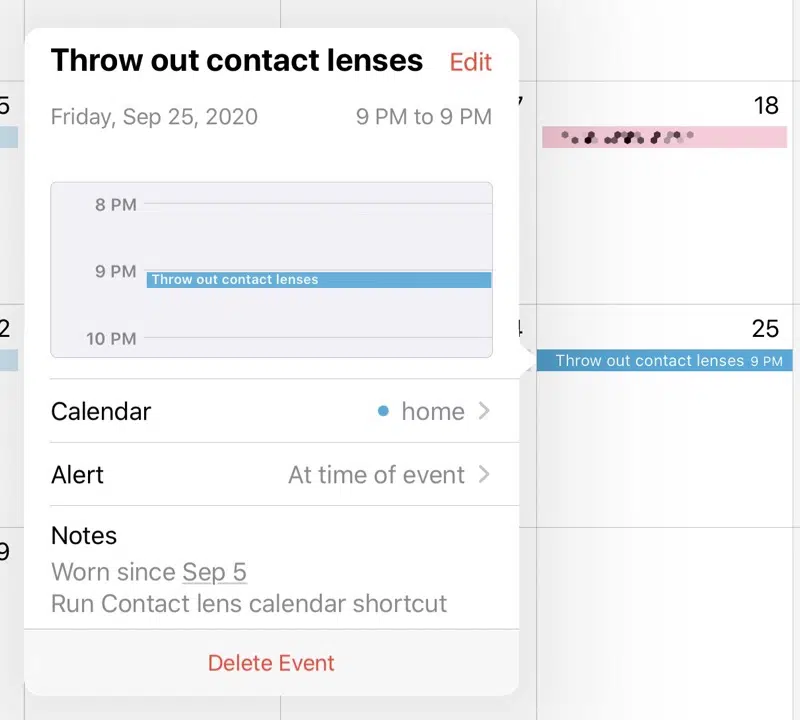 Throw out contact lenses Edit
Friday, Sep 25, 2020 9 PM to 9 PM
8 PM
9 PM Throw out contact lenses
10 PM
Calendar home
Alert At time of event
Notes
Worn since Sep 5
Run Contact lens calendar shortcut
Delete Event
5
7
18
2
4
25
Throw out contact lenses 9 PM
9